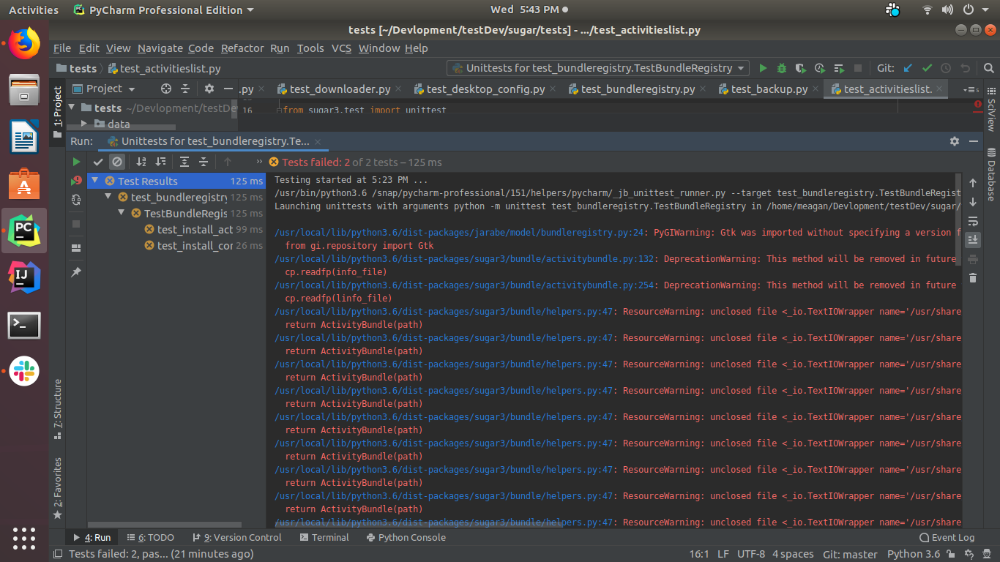 Activities
PyCharm Professional Edition
Wed 5:43 PM
tests [~/Devlopment/testDev/sugar/tests] - .../test_activitieslist.py
File Edit View Navigate Code Refactor Run Tools VCS Window Help
tests test_activitieslist.py
Unittests for test_bundleregistry.TestBundleRegistry
Git:
1: Project
Project
.py test_downloader.py test_desktop_config.py test_bundleregistry.py test_backup.py test_activitieslist.
tests ~/Devlopment/testDe
data
16 from sugar3.test import unittest
SciView
Database
Run: Unittests for test_bundleregistry.Te...
Tests failed: 2 of 2 tests – 125 ms
Test Results 125 ms
test_bundleregistry 125 ms
TestBundleRegis 125 ms
test_install_act 99 ms
test_install_cor 26 ms
Testing started at 5:23 PM ...
/usr/bin/python3.6 /snap/pycharm-professional/151/helpers/pycharm/_jb_unittest_runner.py --target test_bundleregistry.TestBundleRegist
Launching unittests with arguments python -m unittest test_bundleregistry.TestBundleRegistry in /home/meagan/Devlopment/testDev/sugar/
/usr/local/lib/python3.6/dist-packages/jarabe/model/bundleregistry.py:24: PyGIWarning: Gtk was imported without specifying a version f
from gi.repository import Gtk
/usr/local/lib/python3.6/dist-packages/sugar3/bundle/activitybundle.py:132: DeprecationWarning: This method will be removed in future
cp.readfp(info_file)
/usr/local/lib/python3.6/dist-packages/sugar3/bundle/activitybundle.py:254: DeprecationWarning: This method will be removed in future
cp.readfp(linfo_file)
/usr/local/lib/python3.6/dist-packages/sugar3/bundle/helpers.py:47: ResourceWarning: unclosed file <_io.TextIOWrapper name='/usr/share
return ActivityBundle(path)
/usr/local/lib/python3.6/dist-packages/sugar3/bundle/helpers.py:47: ResourceWarning: unclosed file <_io.TextIOWrapper name='/usr/share
return ActivityBundle(path)
/usr/local/lib/python3.6/dist-packages/sugar3/bundle/helpers.py:47: ResourceWarning: unclosed file <_io.TextIOWrapper name='/usr/share
return ActivityBundle(path)
/usr/local/lib/python3.6/dist-packages/sugar3/bundle/helpers.py:47: ResourceWarning: unclosed file <_io.TextIOWrapper name='/usr/share
return ActivityBundle(path)
/usr/local/lib/python3.6/dist-packages/sugar3/bundle/helpers.py:47: ResourceWarning: unclosed file <_io.TextIOWrapper name='/usr/share
return ActivityBundle(path)
/usr/local/lib/python3.6/dist-packages/sugar3/bundle/helpers.py:47: ResourceWarning: unclosed file <_io.TextIOWrapper name='/usr/share
return ActivityBundle(path)
/usr/local/lib/python3.6/dist-packages/sugar3/bundle/helpers.py:47: ResourceWarning: unclosed file <_io.TextIOWrapper name='/usr/share
return ActivityBundle(path)
/usr/local/lib/python3.6/dist-packages/sugar3/bundle/helpers.py:47: ResourceWarning: unclosed file <_io.TextIOWrapper name='/usr/share
return ActivityBundle(path)
/usr/local/lib/python3.6/dist-packages/sugar3/bundle/helpers.py:47: ResourceWarning: unclosed file <_io.TextIOWrapper name='/usr/share
7: Structure
2: Favorites
4: Run 6: TODO 9: Version Control Terminal Python Console Event Log
Tests failed: 2, pas... (21 minutes ago) 16:1 LF UTF-8 4 spaces Git: master Python 3.6